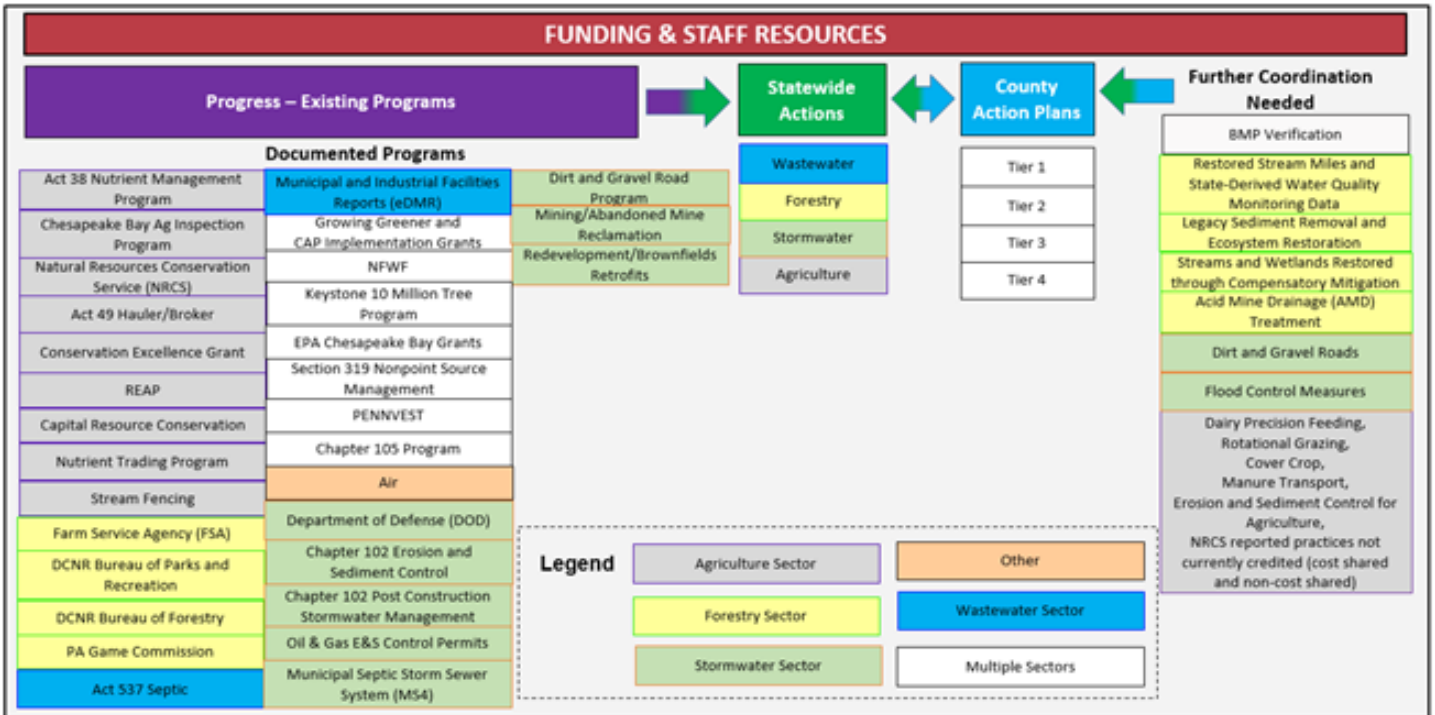 FUNDING & STAFF RESOURCES
Progress – Existing Programs
Statewide
Actions
County
Action Plans
Further Coordination
Needed
Documented Programs
Act 38 Nutrient Management
Program
Chesapeake Bay Ag Inspection
Program
Natural Resources Conservation
Service (NRCS)
Act 49 Hauler/Broker
Conservation Excellence Grant
REAP
Capital Resource Conservation
Nutrient Trading Program
Stream Fencing
Farm Service Agency (FSA)
DCNR Bureau of Parks and
Recreation
DCNR Bureau of Forestry
PA Game Commission
Act 537 Septic
Municipal and Industrial Facilities
Reports (eDMR)
Growing Greener and
CAP Implementation Grants
NFWF
Keystone 10 Million Tree
Program
EPA Chesapeake Bay Grants
Section 319 Nonpoint Source
Management
PENNVEST
Chapter 105 Program
Air
Department of Defense (DOD)
Chapter 102 Erosion and
Sediment Control
Chapter 102 Post Construction
Stormwater Management
Oil & Gas E&S Control Permits
Municipal Septic Storm Sewer
System (MS4)
Dirt and Gravel Road
Program
Mining/Abandoned Mine
Reclamation
Redevelopment/Brownfields
Retrofits
Wastewater
Forestry
Stormwater
Agriculture
Tier 1
Tier 2
Tier 3
Tier 4
BMP Verification
Restored Stream Miles and
State-Derived Water Quality
Monitoring Data
Legacy Sediment Removal and
Ecosystem Restoration
Streams and Wetlands Restored
through Compensatory Mitigation
Acid Mine Drainage (AMD)
Treatment
Dirt and Gravel Roads
Flood Control Measures
Dairy Precision Feeding,
Rotational Grazing,
Cover Crop,
Manure Transport,
Erosion and Sediment Control for
Agriculture,
NRCS reported practices not
currently credited (cost shared
and non-cost shared)
Legend
Agriculture Sector
Other
Forestry Sector
Wastewater Sector
Stormwater Sector
Multiple Sectors